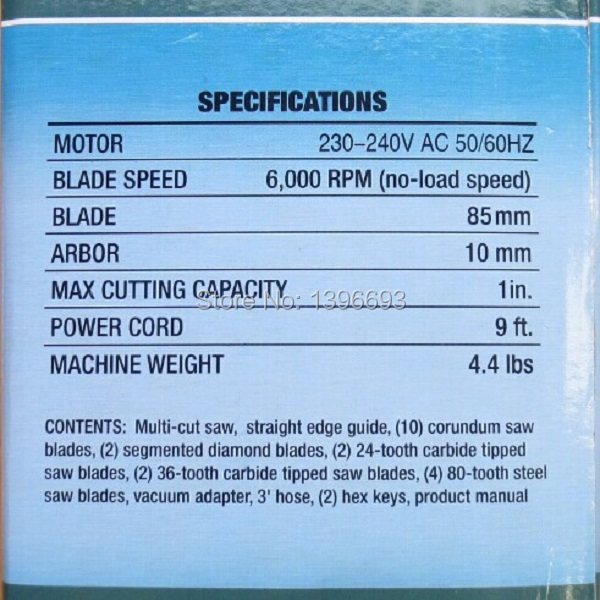 SPECIFICATIONS
MOTOR 230–240V AC 50/60HZ
BLADE SPEED 6,000 RPM (no-load speed)
BLADE 85mm
ARBOR 10 mm
MAX CUTTING CAPACITY 1in.
Store No: 1396693
POWER CORD 9 ft.
MACHINE WEIGHT 4.4 lbs
CONTENTS: Multi-cut saw, straight edge guide, (10) corundum saw
blades, (2) segmented diamond blades, (2) 24-tooth carbide tipped
saw blades, (2) 36-tooth carbide tipped saw blades, (4) 80-tooth steel
saw blades, vacuum adapter, 3' hose, (2) hex keys, product manual